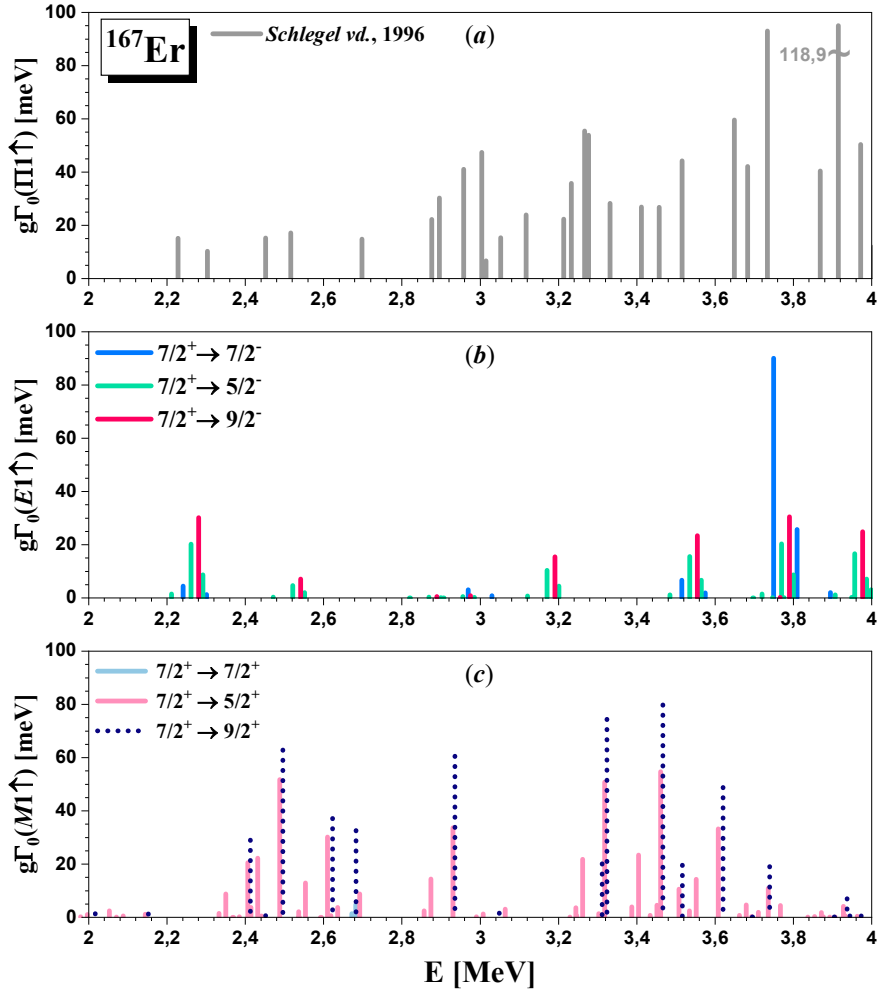 ¹⁶⁷Er
Schlegel vd., 1996
(a)
118,9~
gΓ₀(Π1↑) [meV]
100
80
60
40
20
0
2 2,2 2,4 2,6 2,8 3 3,2 3,4 3,6 3,8 4
7/2⁺→ 7/2⁻
7/2⁺→ 5/2⁻
7/2⁺→ 9/2⁻
(b)
gΓ₀(E1↑) [meV]
100
80
60
40
20
0
2 2,2 2,4 2,6 2,8 3 3,2 3,4 3,6 3,8 4
7/2⁺ → 7/2⁺
7/2⁺ → 5/2⁺
7/2⁺ → 9/2⁺
(c)
gΓ₀(M1↑) [meV]
100
80
60
40
20
0
2 2,2 2,4 2,6 2,8 3 3,2 3,4 3,6 3,8 4
E [MeV]